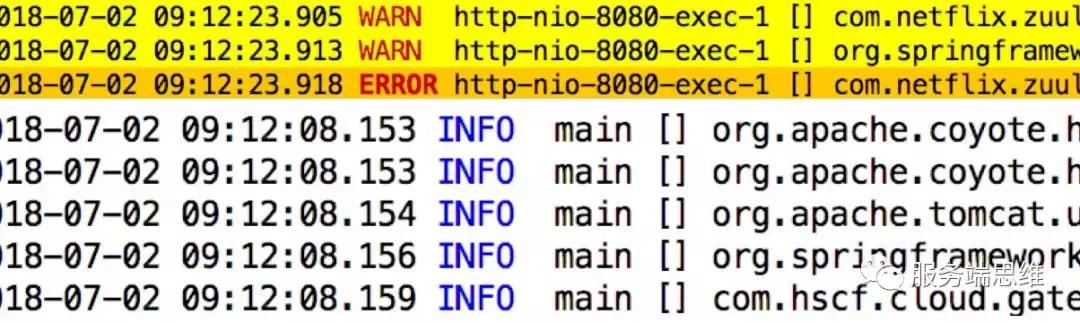 018-07-02 09:12:23.905 WARN http-nio-8080-exec-1 [] com.netflix.zuul
018-07-02 09:12:23.913 WARN http-nio-8080-exec-1 [] org.springframew
018-07-02 09:12:23.918 ERROR http-nio-8080-exec-1 [] com.netflix.zuul
018-07-02 09:12:08.153 INFO main [] org.apache.coyote.h
018-07-02 09:12:08.153 INFO main [] org.apache.coyote.h
018-07-02 09:12:08.154 INFO main [] org.apache.tomcat.u
018-07-02 09:12:08.156 INFO main [] org.springframework
018-07-02 09:12:08.159 INFO main [] com.hscf.cloud.gate
服务端思维